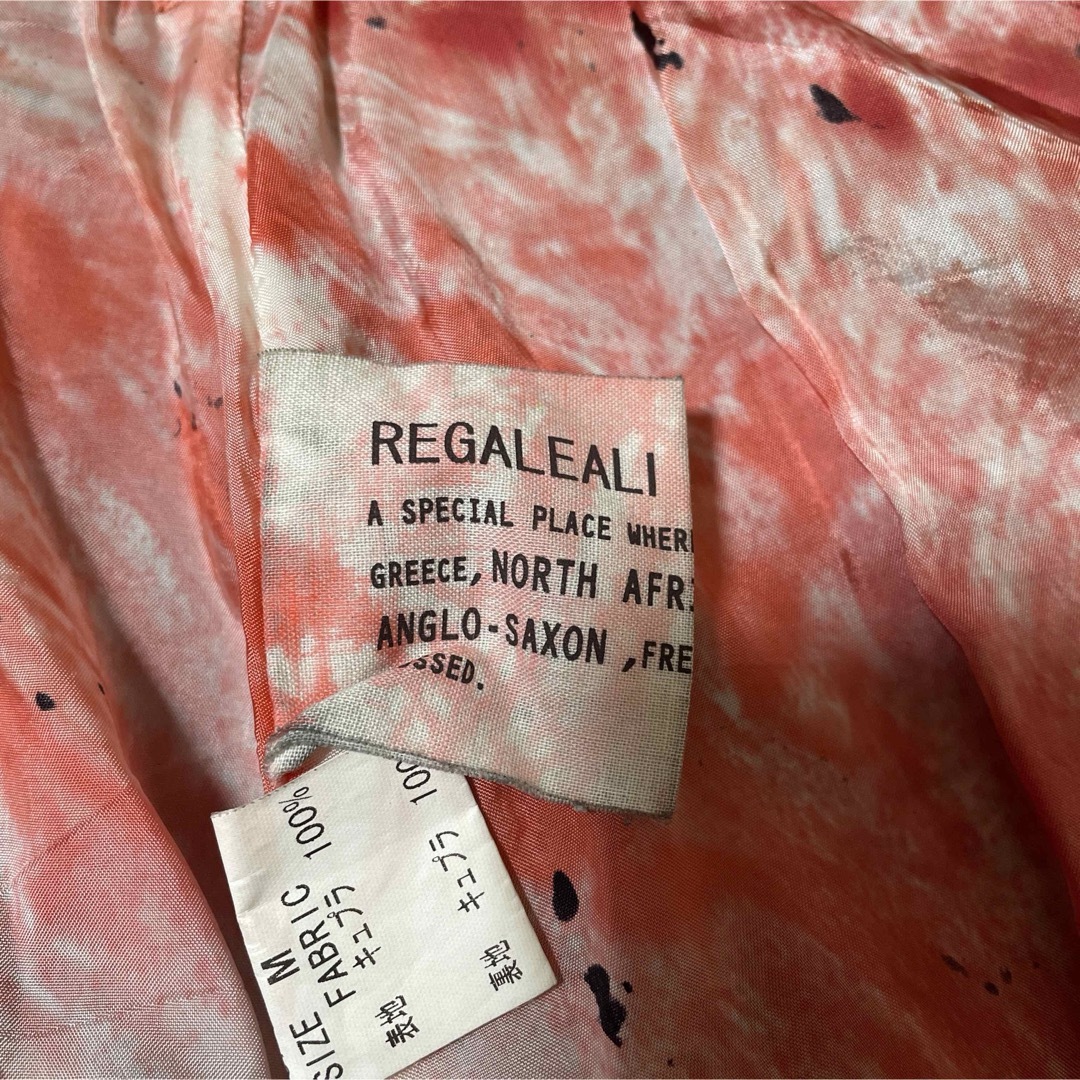 REGALEALI
A SPECIAL PLACE WHER
GREECE, NORTH AFRI
ANGLO-SAXON , FRE
SSED.
SIZE M
FABRIC 100%
表地 キュプラ
裏地 キュプラ 100